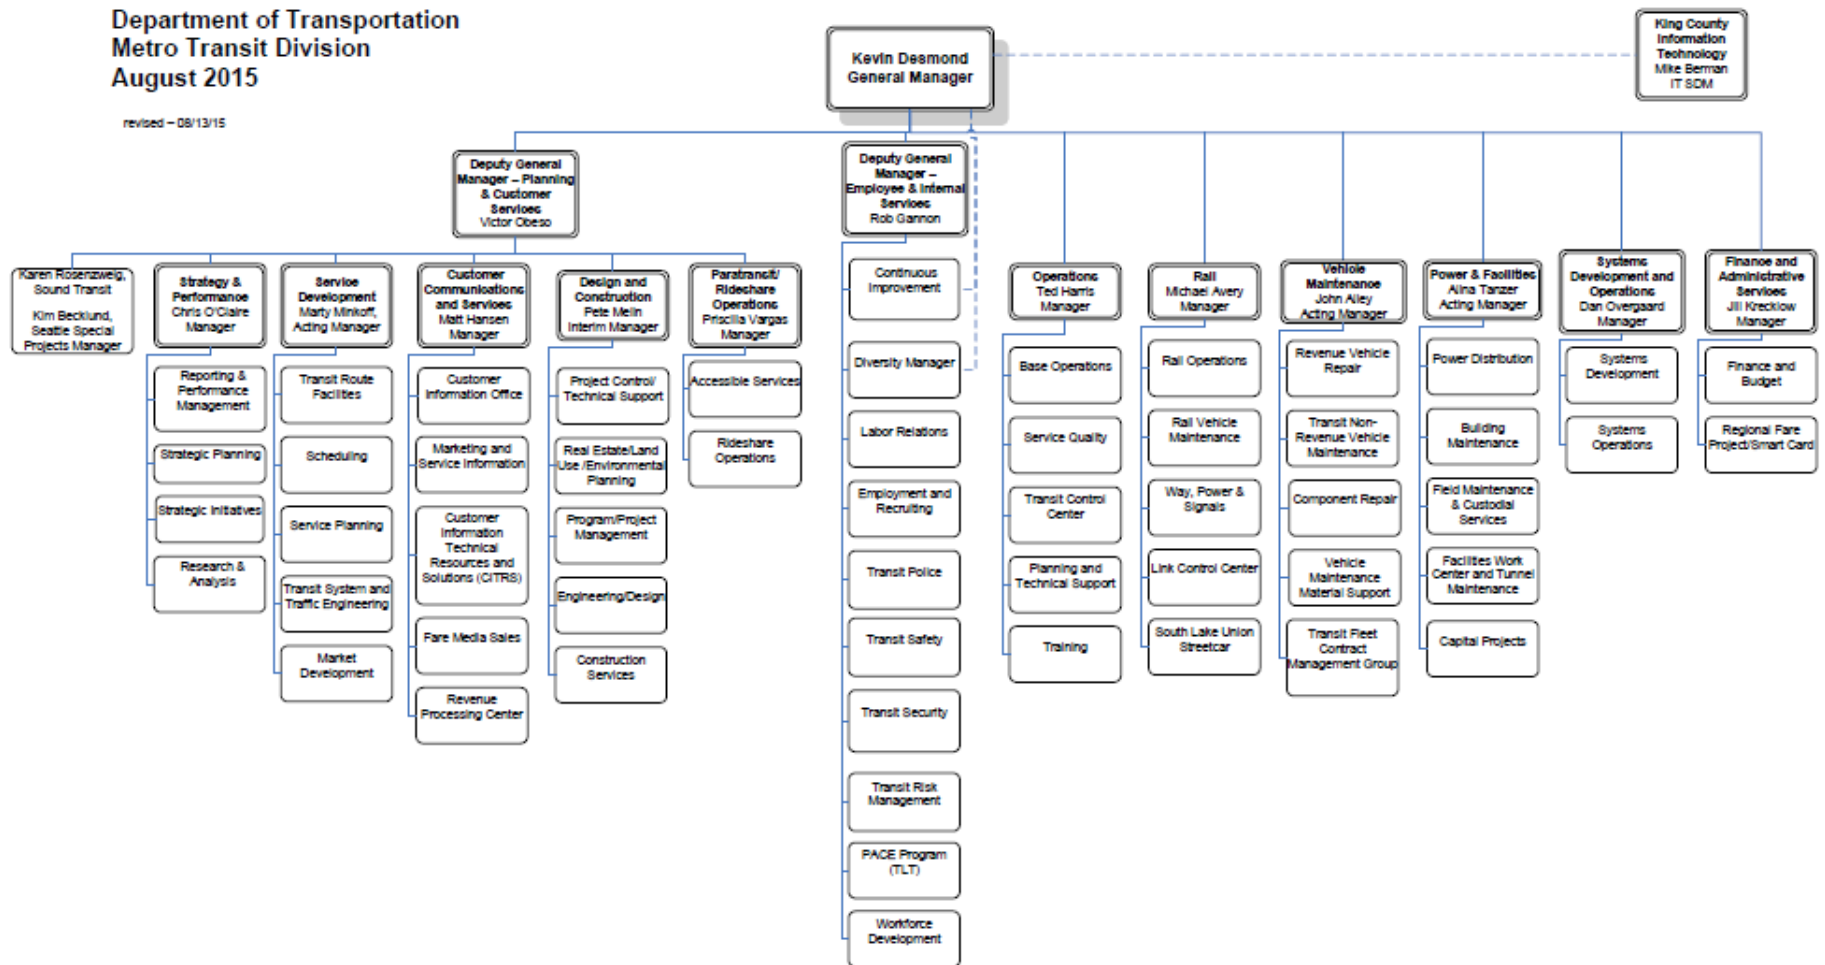 Department of Transportation
Metro Transit Division
August 2015
revised – 08/13/15
Kevin Desmond
General Manager
King County
Information
Technology
Mike Berman
IT SDM
Deputy General
Manager – Planning
& Customer
Services
Victor Obeso
Deputy General
Manager –
Employee & Internal
Services
Rob Gannon
Karen Rosenzweig,
Sound Transit
Kim Becklund,
Seattle Special
Projects Manager
Strategy &
Performance
Chris O'Claire
Manager
Reporting &
Performance
Management
Strategic Planning
Strategic Initiatives
Research &
Analysis
Service
Development
Marty Minkoff,
Acting Manager
Transit Route
Facilities
Scheduling
Service Planning
Transit System and
Traffic Engineering
Market
Development
Customer
Communications
and Services
Matt Hansen
Manager
Customer
Information Office
Marketing and
Service Information
Customer
Information
Technical
Resources and
Solutions (CITRS)
Fare Media Sales
Revenue
Processing Center
Design and
Construction
Pete Melin
Interim Manager
Project Control/
Technical Support
Real Estate/Land
Use /Environmental
Planning
Program/Project
Management
Engineering/Design
Construction
Services
Paratransit/
Rideshare
Operations
Priscilla Vargas
Manager
Accessible Services
Rideshare
Operations
Continuous
Improvement
Diversity Manager
Labor Relations
Employment and
Recruiting
Transit Police
Transit Safety
Transit Security
Transit Risk
Management
PACE Program
(TLT)
Workforce
Development
Operations
Ted Harris
Manager
Base Operations
Service Quality
Transit Control
Center
Planning and
Technical Support
Training
Rail
Michael Avery
Manager
Rail Operations
Rail Vehicle
Maintenance
Way, Power &
Signals
Link Control Center
South Lake Union
Streetcar
Vehicle
Maintenance
John Alley
Acting Manager
Revenue Vehicle
Repair
Transit Non-
Revenue Vehicle
Maintenance
Component Repair
Vehicle
Maintenance
Material Support
Transit Fleet
Contract
Management Group
Power & Facilities
Alina Tanzer
Acting Manager
Power Distribution
Building
Maintenance
Field Maintenance
& Custodial
Services
Facilities Work
Center and Tunnel
Maintenance
Capital Projects
Systems
Development and
Operations
Dan Overgaard
Manager
Systems
Development
Systems
Operations
Finance and
Administrative
Services
Jill Krecklow
Manager
Finance and
Budget
Regional Fare
Project/Smart Card